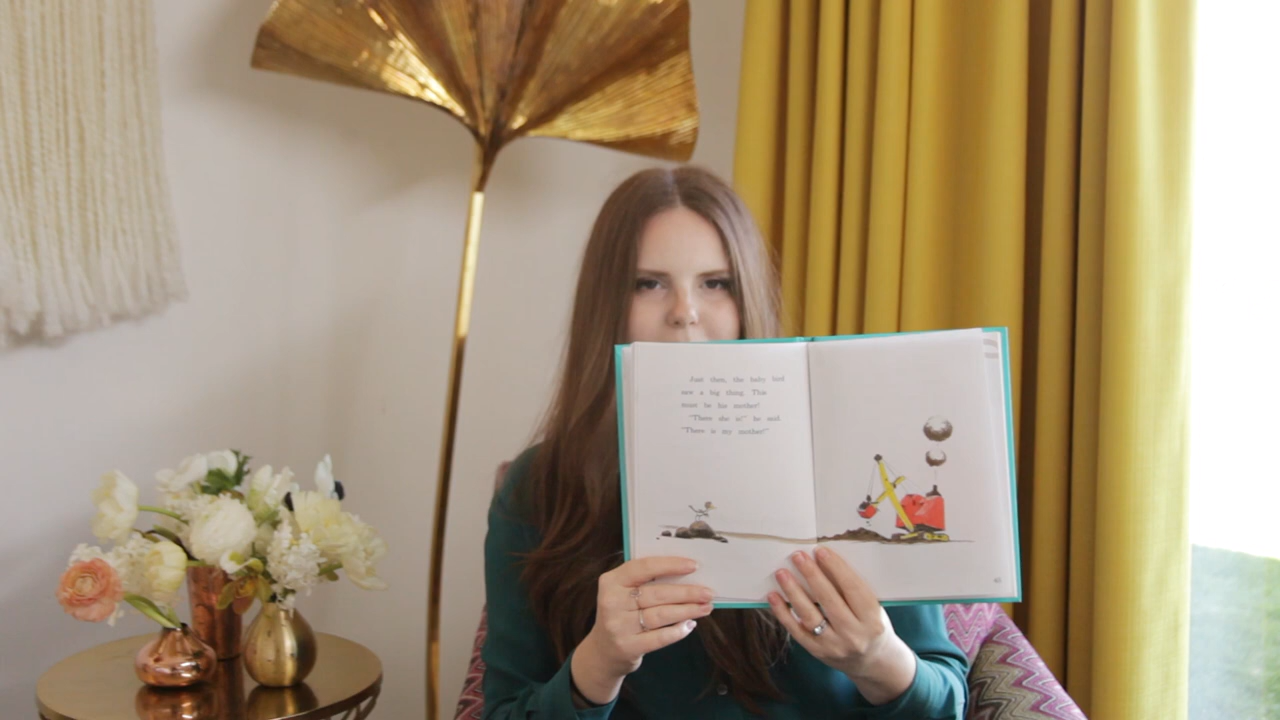 Just then, the baby bird
saw a big thing. This
must be his mother!
"There she is!" he said.
"There is my mother!"